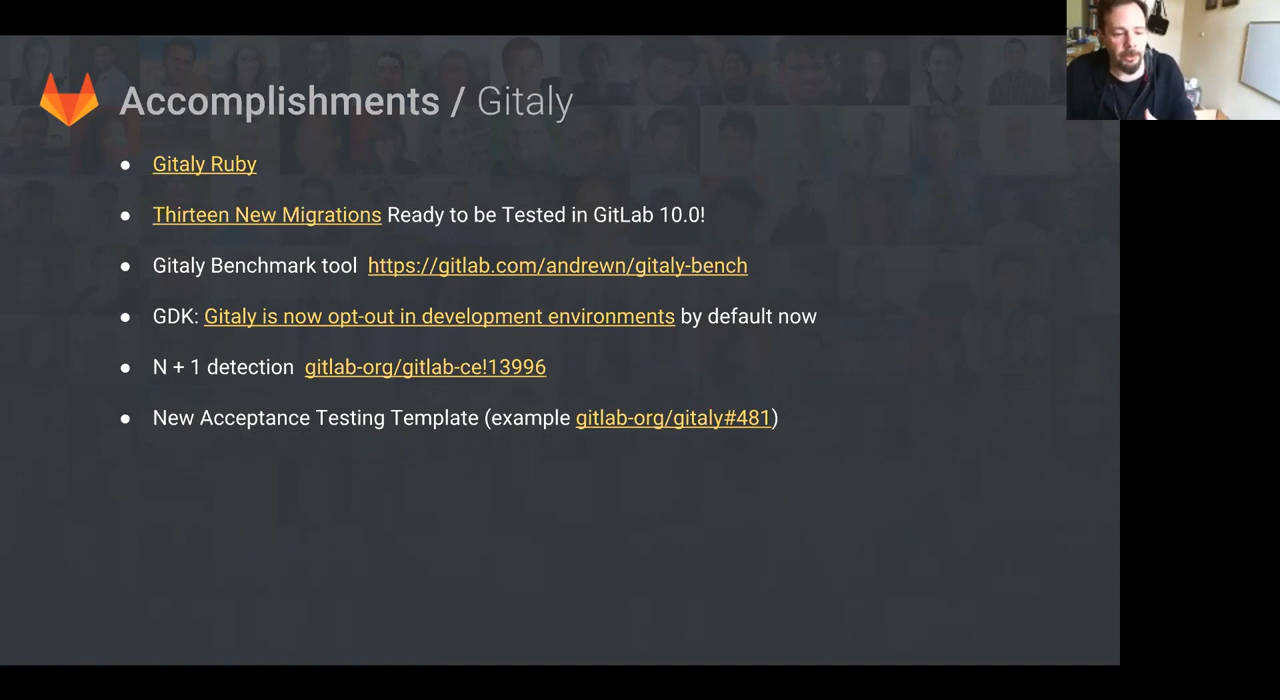 Accomplishments / Gitaly
● Gitaly Ruby
● Thirteen New Migrations Ready to be Tested in GitLab 10.0!
● Gitaly Benchmark tool https://gitlab.com/andrewn/gitaly-bench
● GDK: Gitaly is now opt-out in development environments by default now
● N + 1 detection gitlab-org/gitlab-ce!13996
● New Acceptance Testing Template (example gitlab-org/gitaly#481)